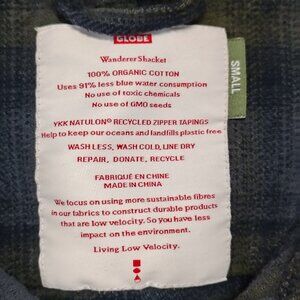 GLOBE
Wanderer Shacket
100% ORGANIC COTTON
Uses 91% less blue water consumption
No use of toxic chemicals
No use of GMO seeds
YKK NATULON® RECYCLED ZIPPER TAPINGS
Help to keep our oceans and landfills plastic free
WASH LESS, WASH COLD, LINE DRY
REPAIR, DONATE, RECYCLE
FABRIQUÉ EN CHINE
MADE IN CHINA
We focus on using more sustainable fibres
in our fabrics to construct durable products
that are low velocity. So you have less
impact on the environment.
Living Low Velocity.
SMALL